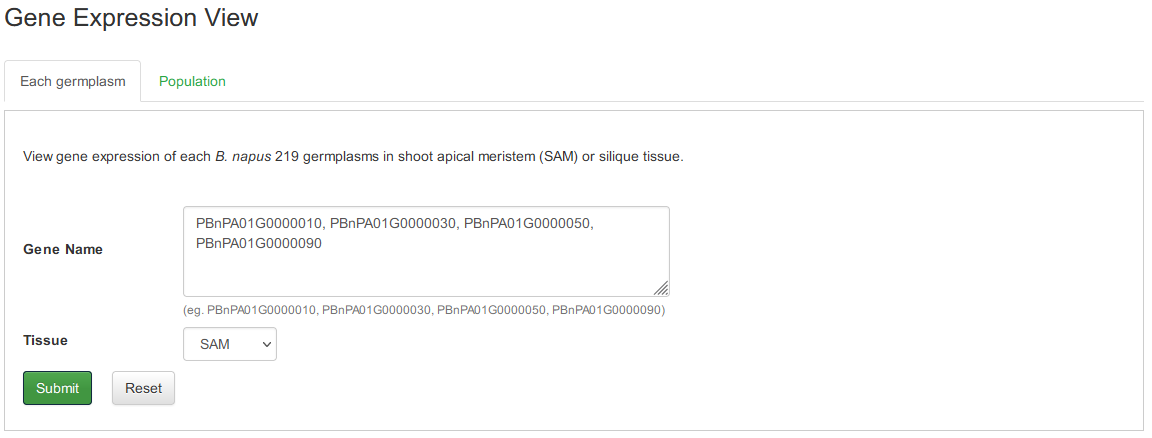 Gene Expression View
Each germplasm
Population
View gene expression of each B. napus 219 germplasms in shoot apical meristem (SAM) or silique tissue.
Gene Name
PBnPA01G0000010, PBnPA01G0000030, PBnPA01G0000050,
PBnPA01G0000090
(eg. PBnPA01G0000010, PBnPA01G0000030, PBnPA01G0000050, PBnPA01G0000090)
Tissue
SAM
Submit
Reset